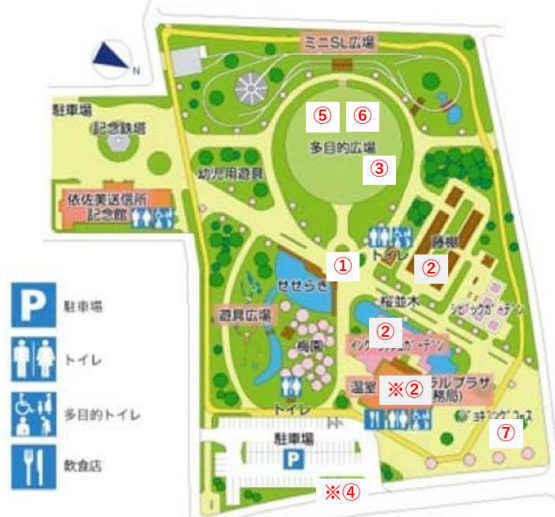 ミニSL広場
N
⑤ ⑥
駐車場
記念鉄塔
多目的広場
③
幼児用遊具
依佐美送信所
記念館
トイレ
藤棚
①
②
せせらぎ
桜並木
駐車場
遊具広場
②
トイレ
梅園
温室
※②
ラルプラザ
務局)
多目的トイレ
トイレ
⑦
駐車場
P
飲食店
※④